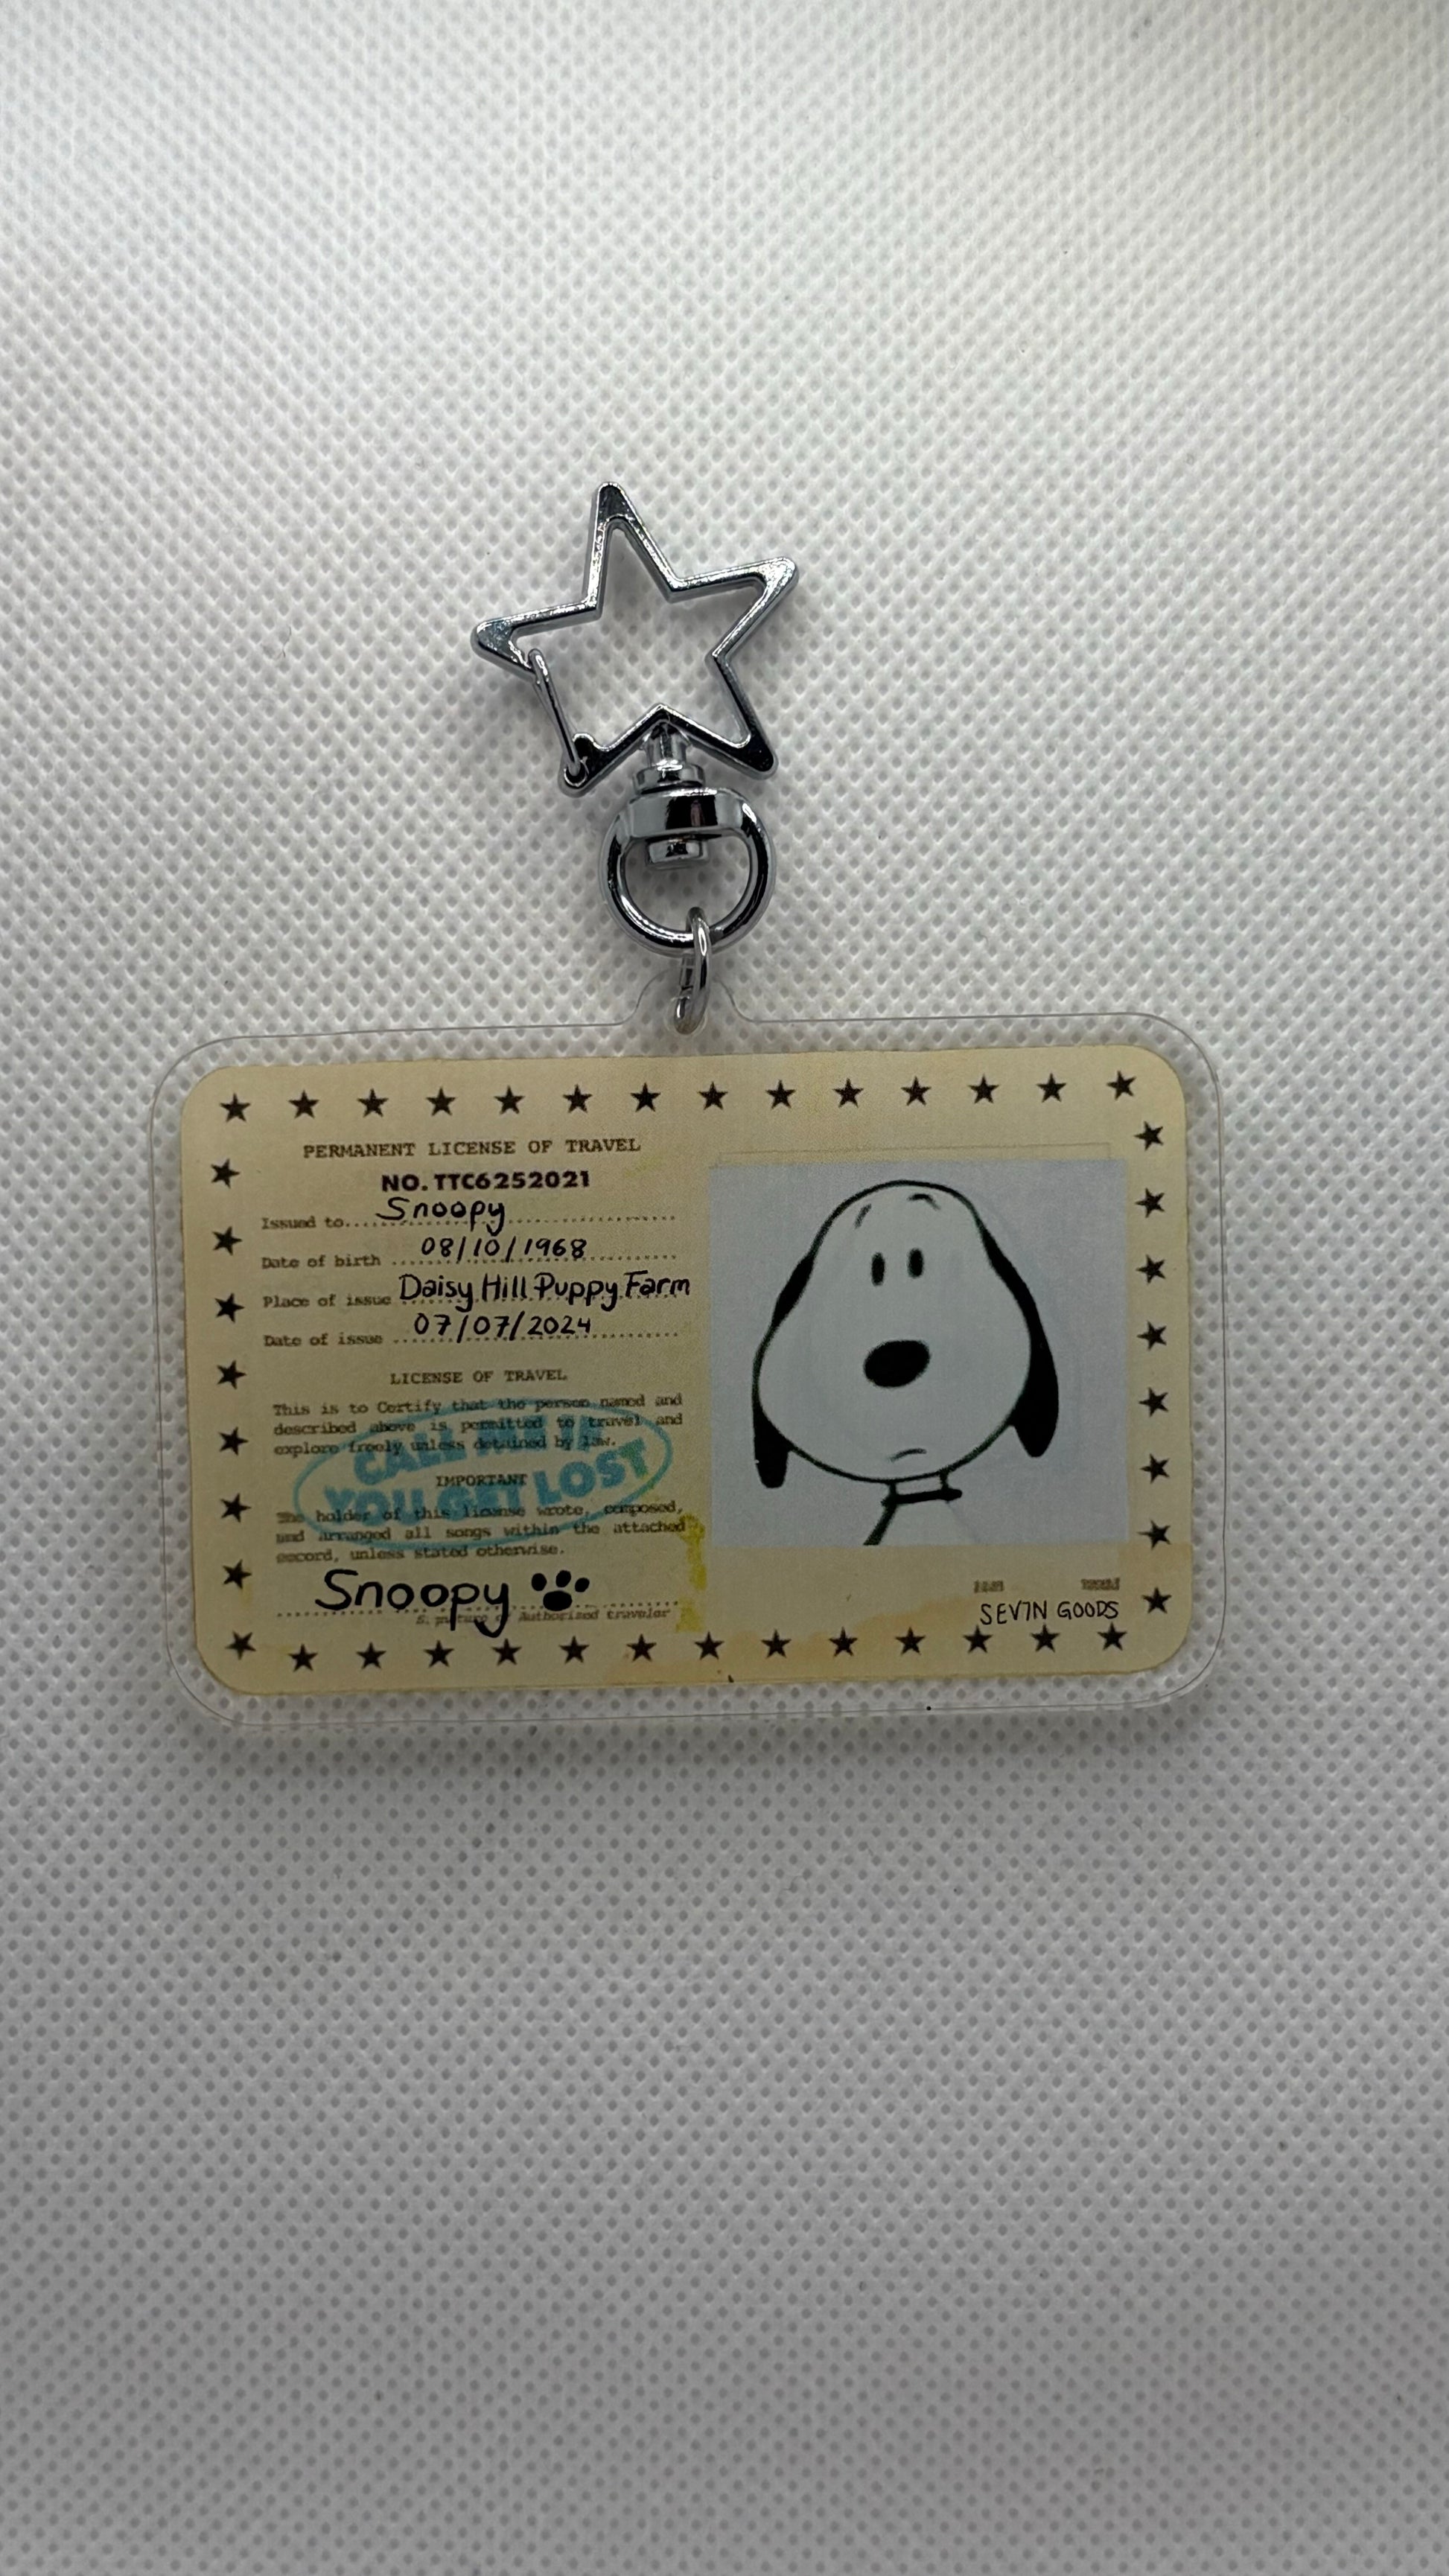 PERMANENT LICENSE OF TRAVEL
NO. TTC6252021
Issued to.... Snoopy
Date of birth .... 08/10/1968
Place of issue Daisy Hill Puppy Farm
Date of issue .... 07/07/2024
LICENSE OF TRAVEL
This is to Certify that the person named and
described above is permitted to travel and
explore freely unless detained by law.
CALL ME IF
YOU GET LOST
IMPORTANT
The holder of this license wrote, composed,
and arranged all songs within the attached
record, unless stated otherwise.
Snoopy
Authorized traveler
SEV7N GOODS